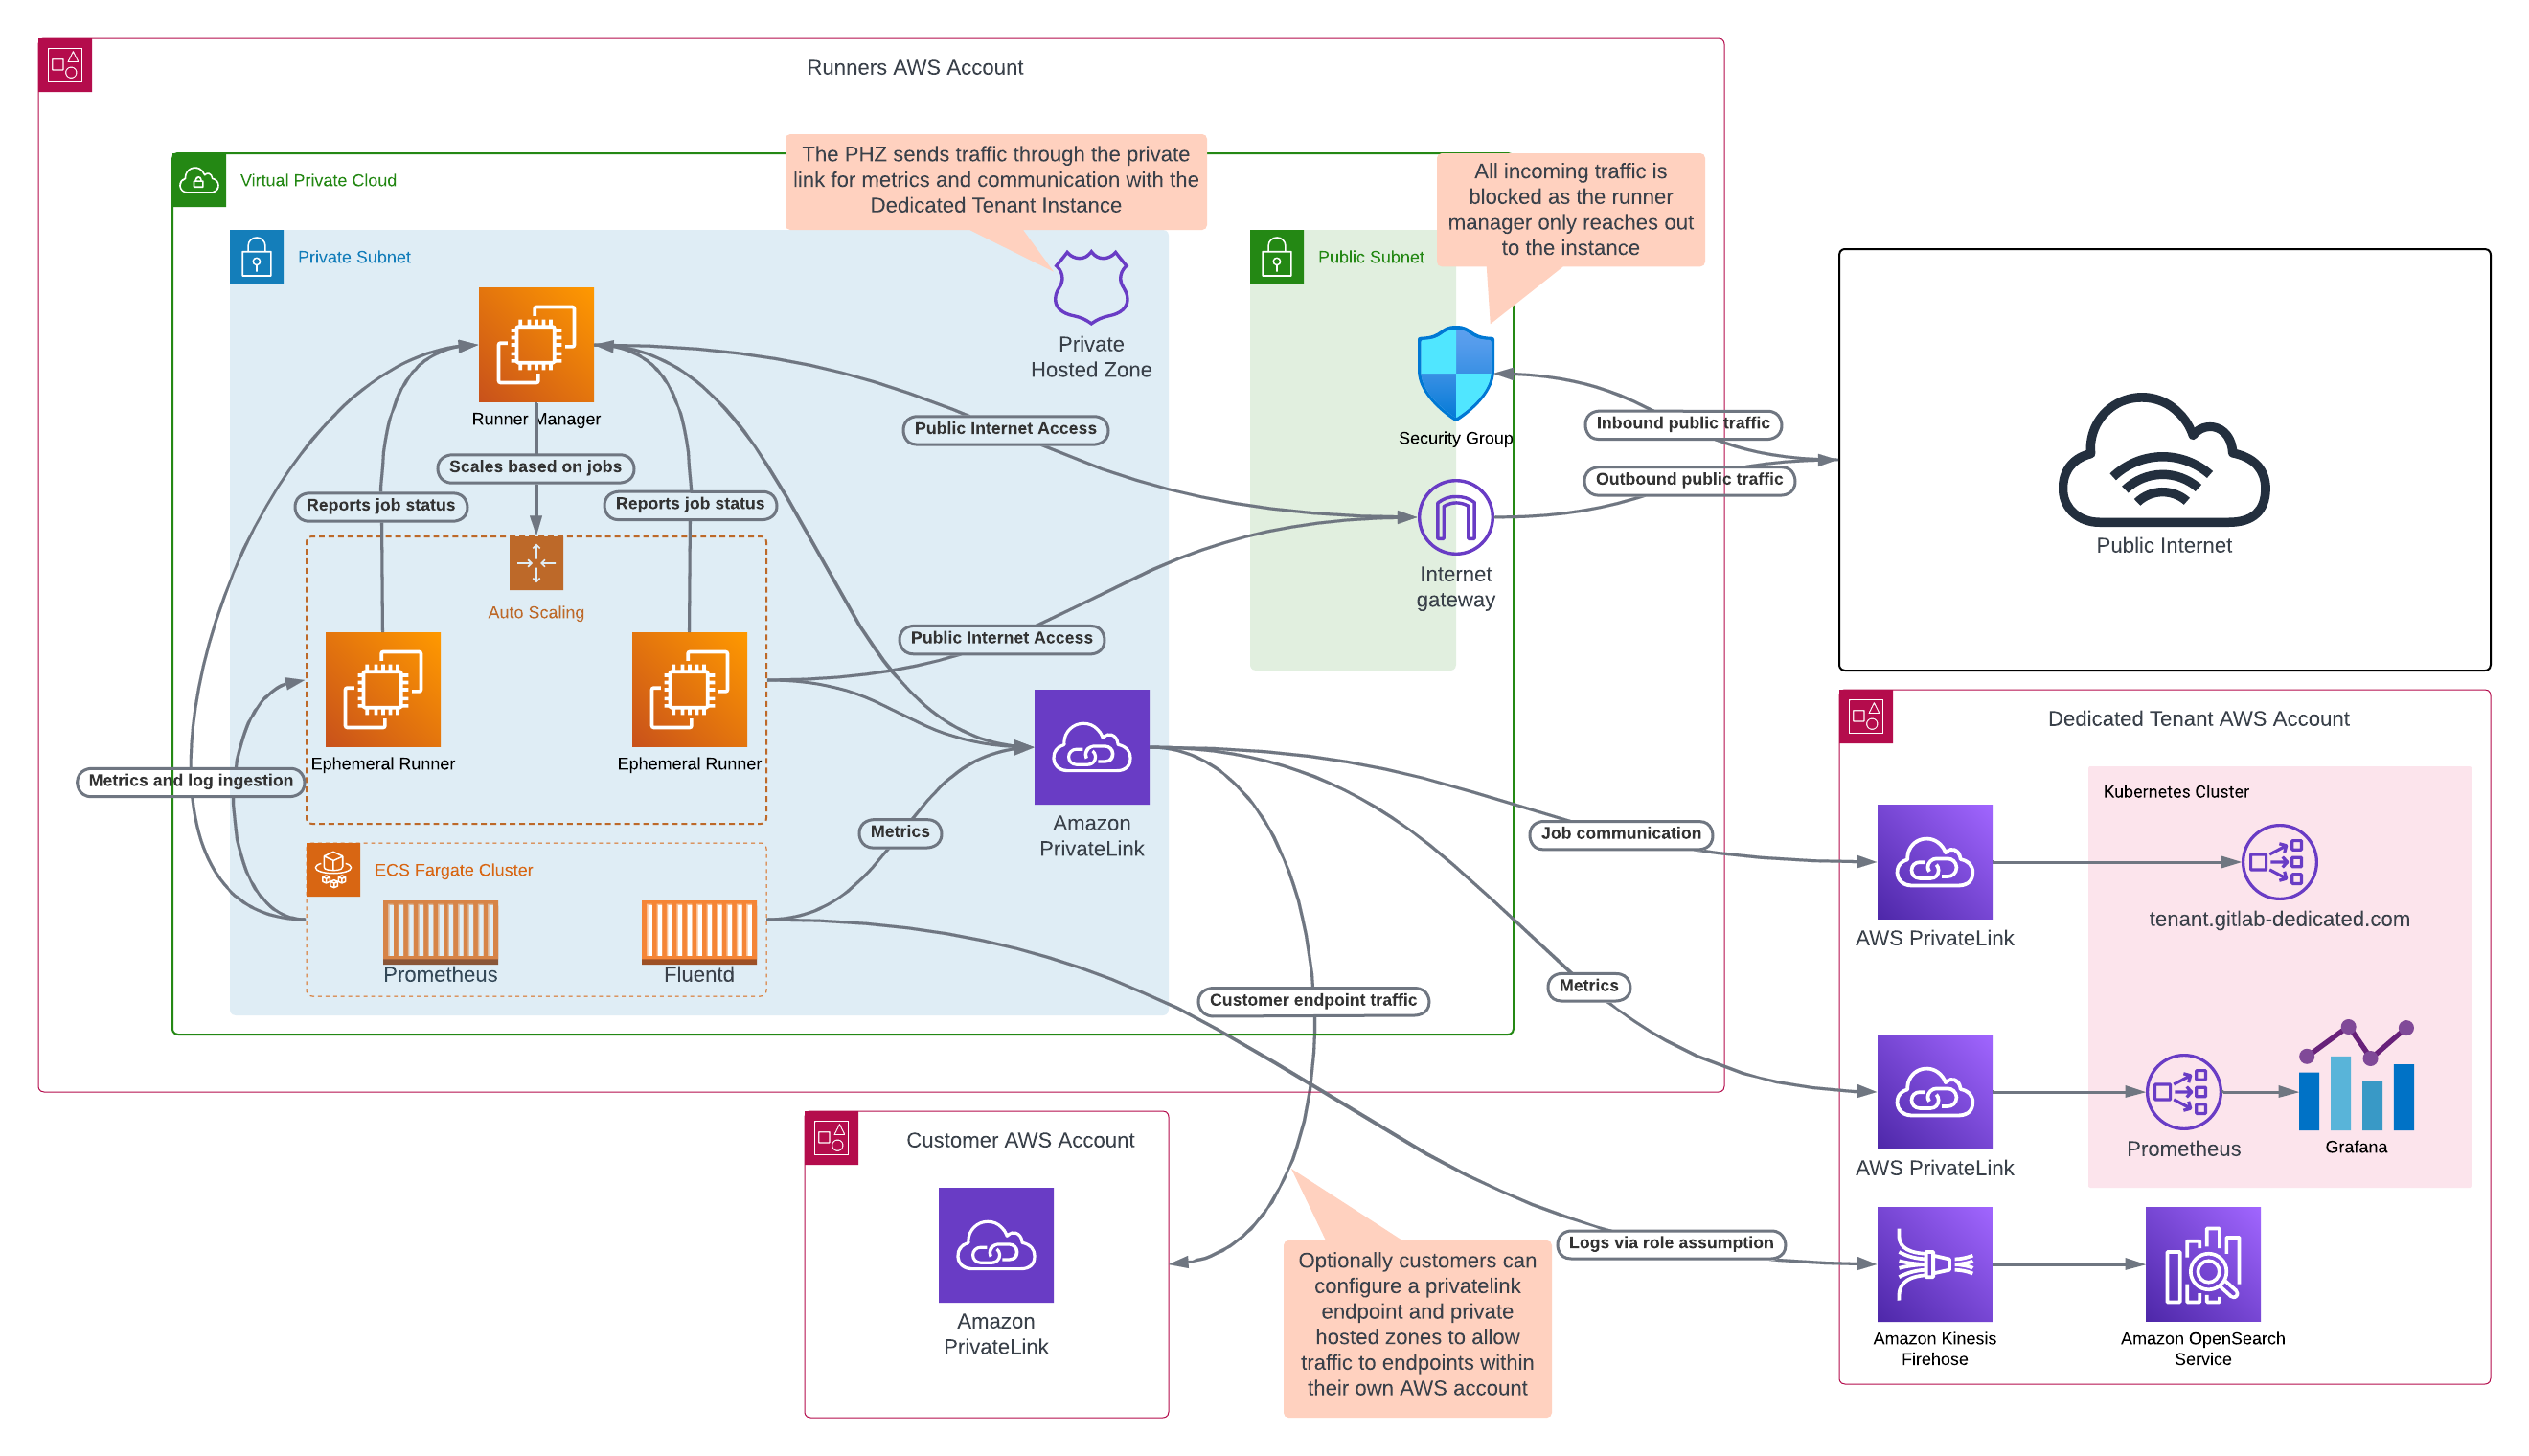 Runners AWS Account
The PHZ sends traffic through the private
link for metrics and communication with the
Dedicated Tenant Instance
All incoming traffic is
blocked as the runner
manager only reaches out
to the instance
Virtual Private Cloud
Private Subnet
Public Subnet
Private
Hosted Zone
Runner Manager
Public Internet Access
Security Group
Inbound public traffic
Scales based on jobs
Outbound public traffic
Reports job status
Reports job status
Public Internet
Internet
gateway
Auto Scaling
Public Internet Access
Ephemeral Runner
Ephemeral Runner
Metrics and log ingestion
Metrics
Amazon
PrivateLink
Job communication
ECS Fargate Cluster
Prometheus
Fluentd
Customer endpoint traffic
Metrics
Dedicated Tenant AWS Account
Kubernetes Cluster
tenant.gitlab-dedicated.com
AWS PrivateLink
Prometheus
Grafana
AWS PrivateLink
Customer AWS Account
Amazon
PrivateLink
Optionally customers can
configure a privatelink
endpoint and private
hosted zones to allow
traffic to endpoints within
their own AWS account
Logs via role assumption
Amazon Kinesis
Firehose
Amazon OpenSearch
Service